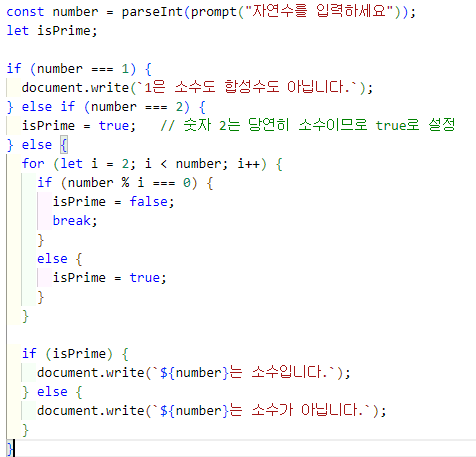 const number = parseInt(prompt("자연수를 입력하세요"));
let isPrime;

if (number === 1) {
  document.write(`1은 소수도 합성수도 아닙니다.`);
} else if (number === 2) {
  isPrime = true;   // 숫자 2는 당연히 소수이므로 true로 설정
} else {
  for (let i = 2; i < number; i++) {
    if (number % i === 0) {
      isPrime = false;
      break;
    }
    else {
      isPrime = true;
    }
  }

  if (isPrime) {
    document.write(`${number}는 소수입니다.`);
  } else {
    document.write(`${number}는 소수가 아닙니다.`);
  }
}